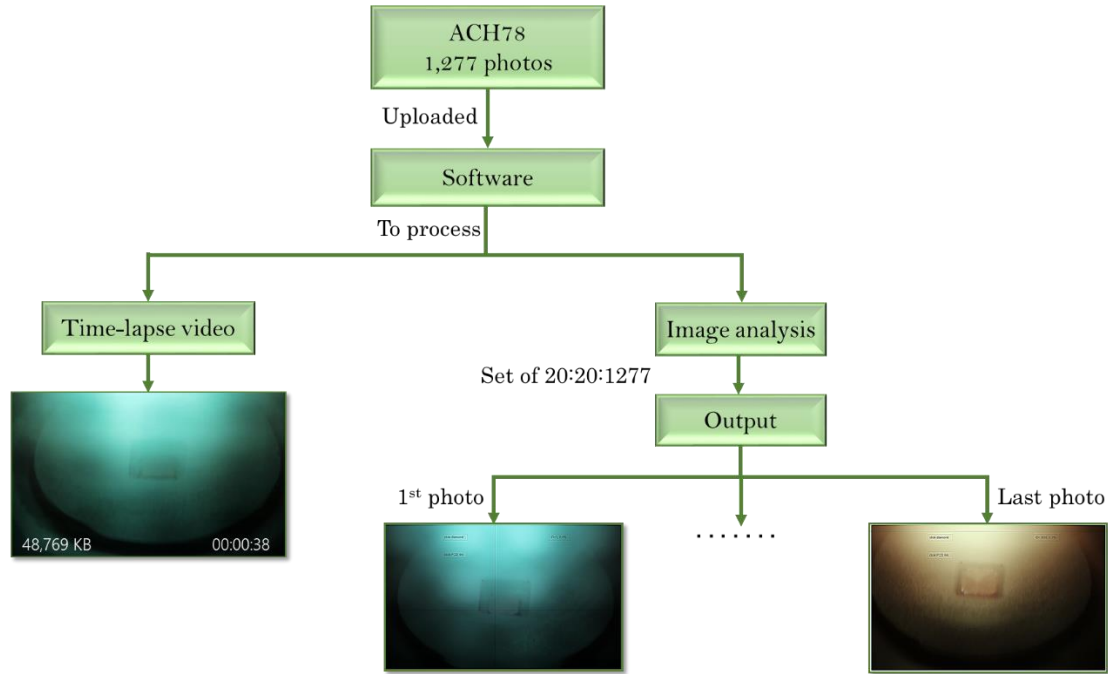 ACH78
1,277 photos
Uploaded
Software
To process
Time-lapse video
Image analysis
Set of 20:20:1277
Output
1st photo
Last photo
.......
48,769 KB
00:00:38